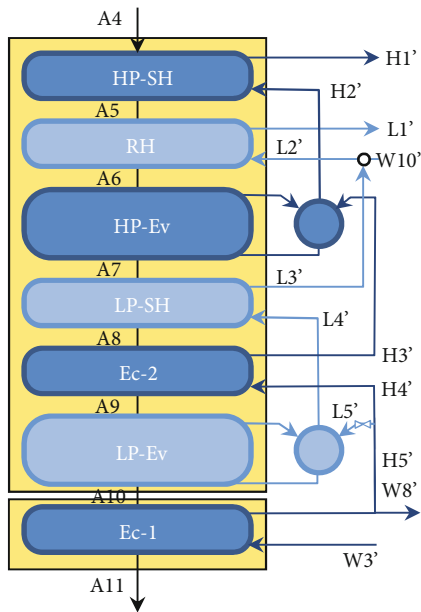 A4
H1'
HP-SH
H2'
A5
L1'
RH
L2'
W10'
A6
HP-Ev
A7
L3'
LP-SH
L4'
A8
H3'
Ec-2
H4'
A9
L5'
LP-Ev
H5'
A10
W8'
Ec-1
W3'
A11